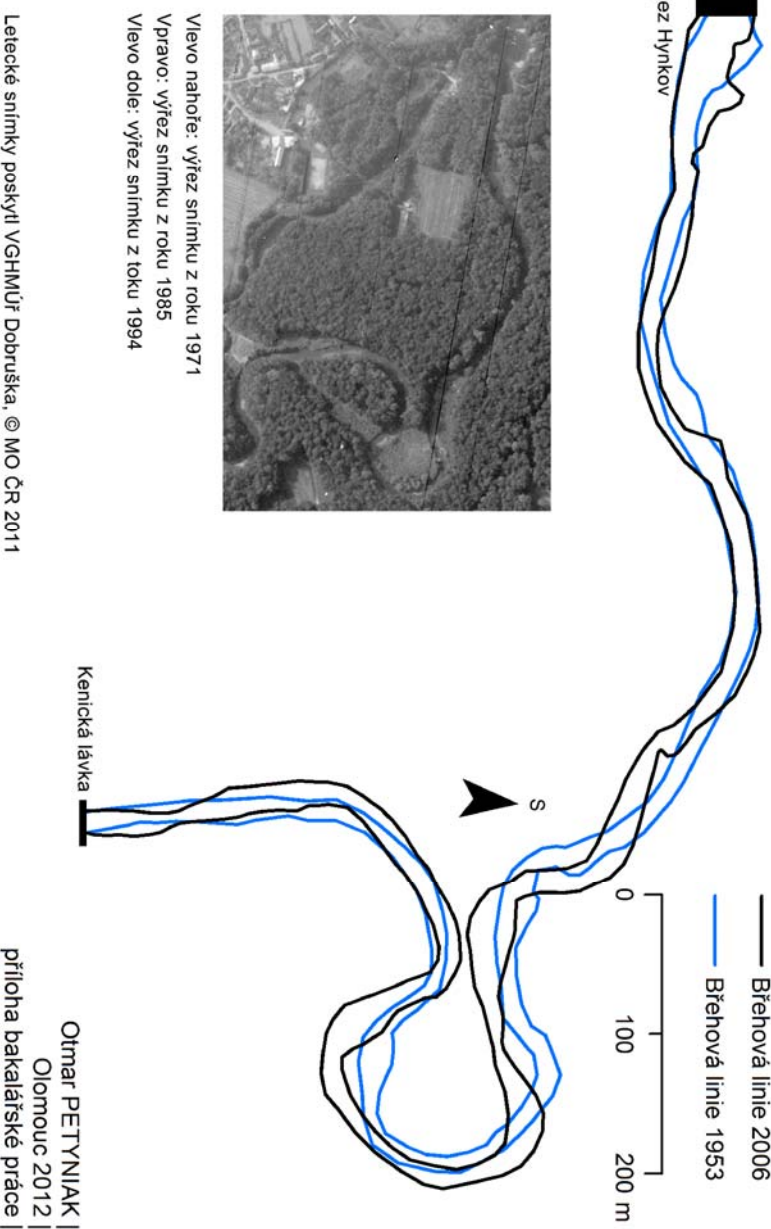 Břehová linie 2006
Břehová linie 1953
0
100
200 m
S
ez Hynkov
Kenická lávka
Vlevo nahoře: výřez snímku z roku 1971
Vpravo: výřez snímku z roku 1985
Vlevo dole: výřez snímku z toku 1994
Letecké snímky poskytl VGHMÚř Dobruška, © MO ČR 2011
Otmar PETYNIAK |
Olomouc 2012 |
příloha bakalářské práce |